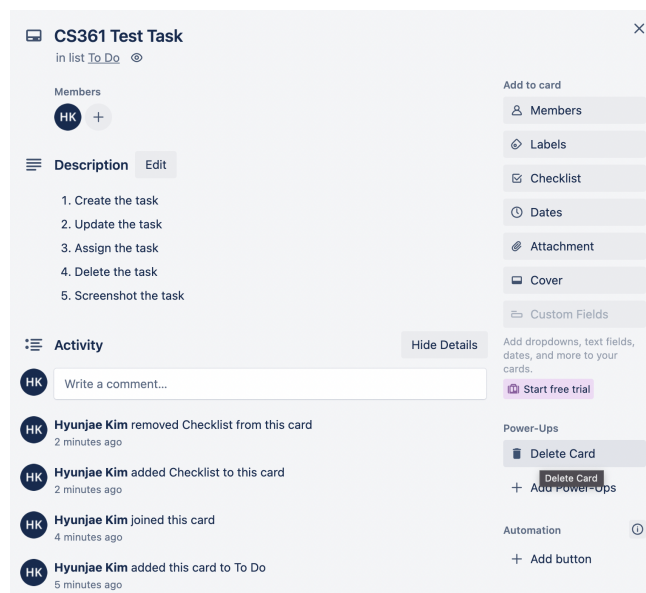 CS361 Test Task
in list To Do
Members
HK
Description Edit
1. Create the task
2. Update the task
3. Assign the task
4. Delete the task
5. Screenshot the task
Activity Hide Details
HK Write a comment...
HK Hyunjae Kim removed Checklist from this card
2 minutes ago
HK Hyunjae Kim added Checklist to this card
2 minutes ago
HK Hyunjae Kim joined this card
4 minutes ago
HK Hyunjae Kim added this card to To Do
5 minutes ago
Add to card
Members
Labels
Checklist
Dates
Attachment
Cover
Custom Fields
Add dropdowns, text fields,
dates, and more to your
cards.
Start free trial
Power-Ups
Delete Card
Delete Card
+ Add Power-Ups
Automation
+ Add button